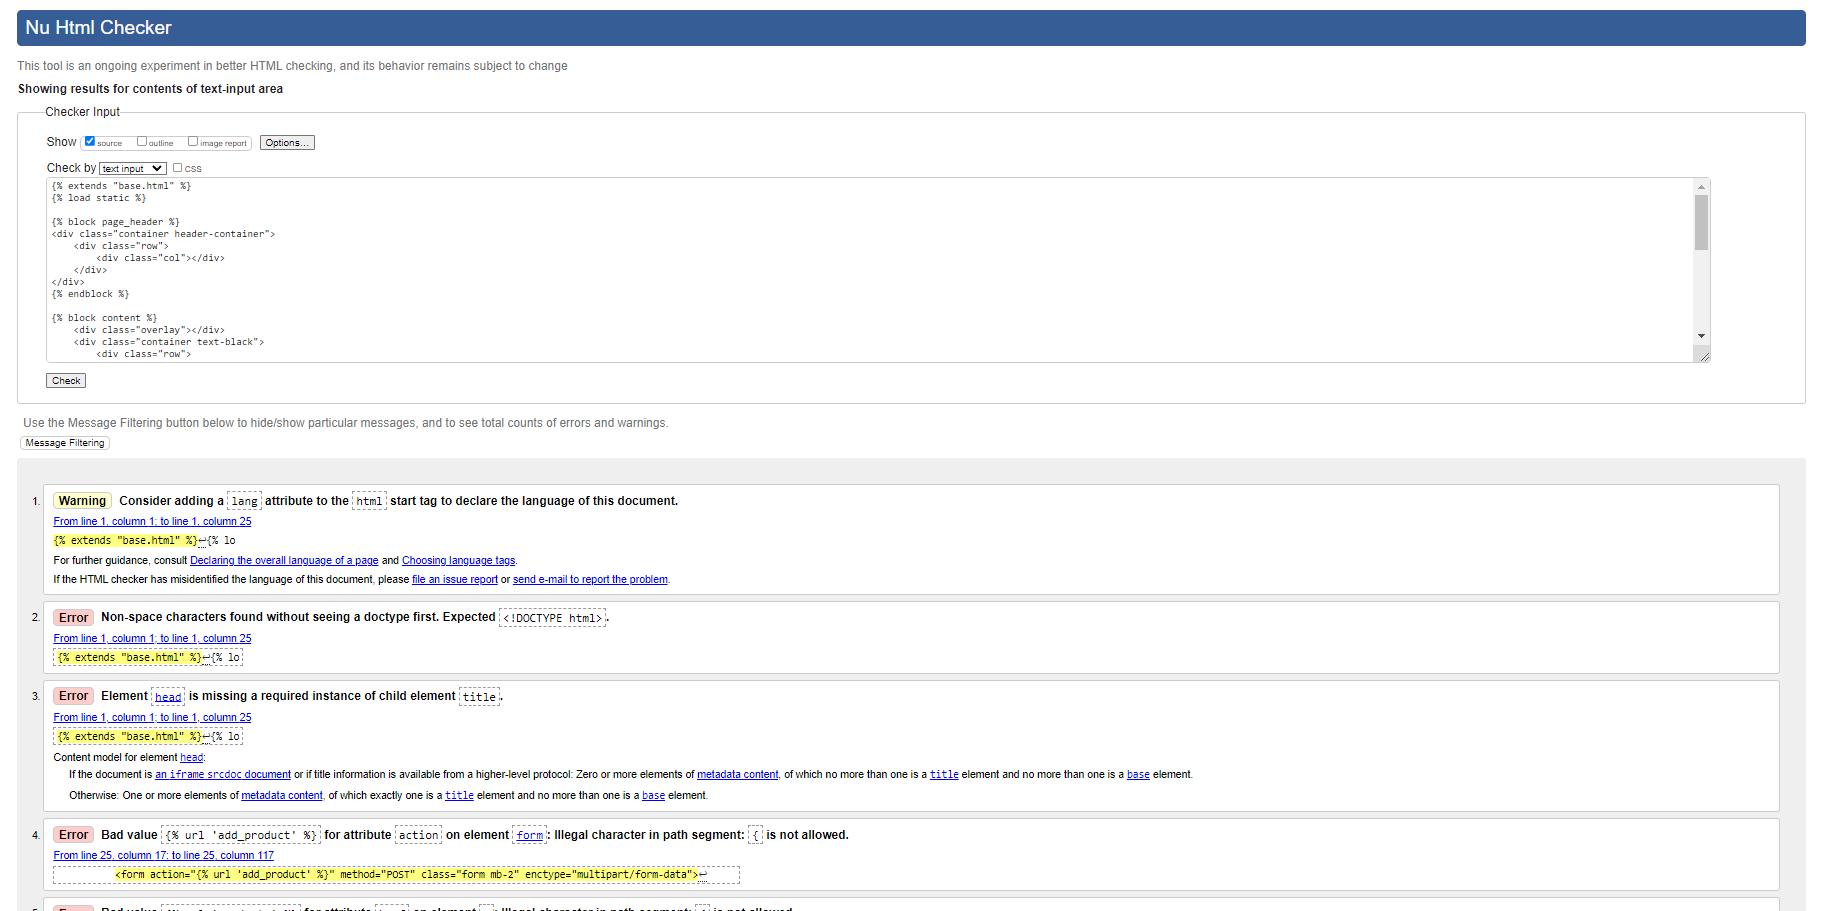 Nu Html Checker
This tool is an ongoing experiment in better HTML checking, and its behavior remains subject to change
Showing results for contents of text-input area
Checker Input
Show source outline image report Options...
Check by text input css
{% extends "base.html" %}
{% load static %}
{% block page_header %}
<div class="container header-container">
<div class="row">
<div class="col"></div>
</div>
</div>
{% endblock %}
{% block content %}
<div class="overlay"></div>
<div class="container text-black">
<div class="row">
Check
Use the Message Filtering button below to hide/show particular messages, and to see total counts of errors and warnings.
Message Filtering
1. Warning Consider adding a lang attribute to the html start tag to declare the language of this document.
From line 1, column 1; to line 1, column 25
{% extends "base.html" %}↩{% lo
For further guidance, consult Declaring the overall language of a page and Choosing language tags.
If the HTML checker has misidentified the language of this document, please file an issue report or send e-mail to report the problem.
2. Error Non-space characters found without seeing a doctype first. Expected <!DOCTYPE html>.
From line 1, column 1; to line 1, column 25
{% extends "base.html" %}↩{% lo
3. Error Element head is missing a required instance of child element title.
From line 1, column 1; to line 1, column 25
{% extends "base.html" %}↩{% lo
Content model for element head:
If the document is an iframe srcdoc document or if title information is available from a higher-level protocol: Zero or more elements of metadata content, of which no more than one is a title element and no more than one is a base element.
Otherwise: One or more elements of metadata content, of which exactly one is a title element and no more than one is a base element.
4. Error Bad value {% url 'add_product' %} for attribute action on element form: Illegal character in path segment: { is not allowed.
From line 25, column 17; to line 25, column 117
<form action="{% url 'add_product' %}" method="POST" class="form mb-2" enctype="multipart/form-data">↩